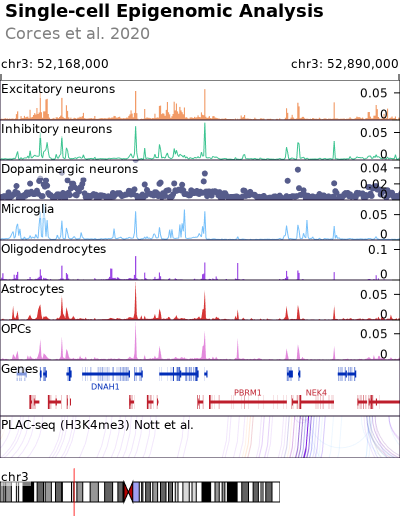 Single-cell Epigenomic Analysis
Corces et al. 2020
chr3: 52,168,000 chr3: 52,890,000
Excitatory neurons 0.05
0
Inhibitory neurons 0.05
0
Dopaminergic neurons 0.04
0.02
0
Microglia 0.05
0
Oligodendrocytes 0.1
0
Astrocytes 0.05
0
OPCs 0.05
0
Genes
DNAH1
PBRM1 NEK4
PLAC-seq (H3K4me3) Nott et al.
chr3